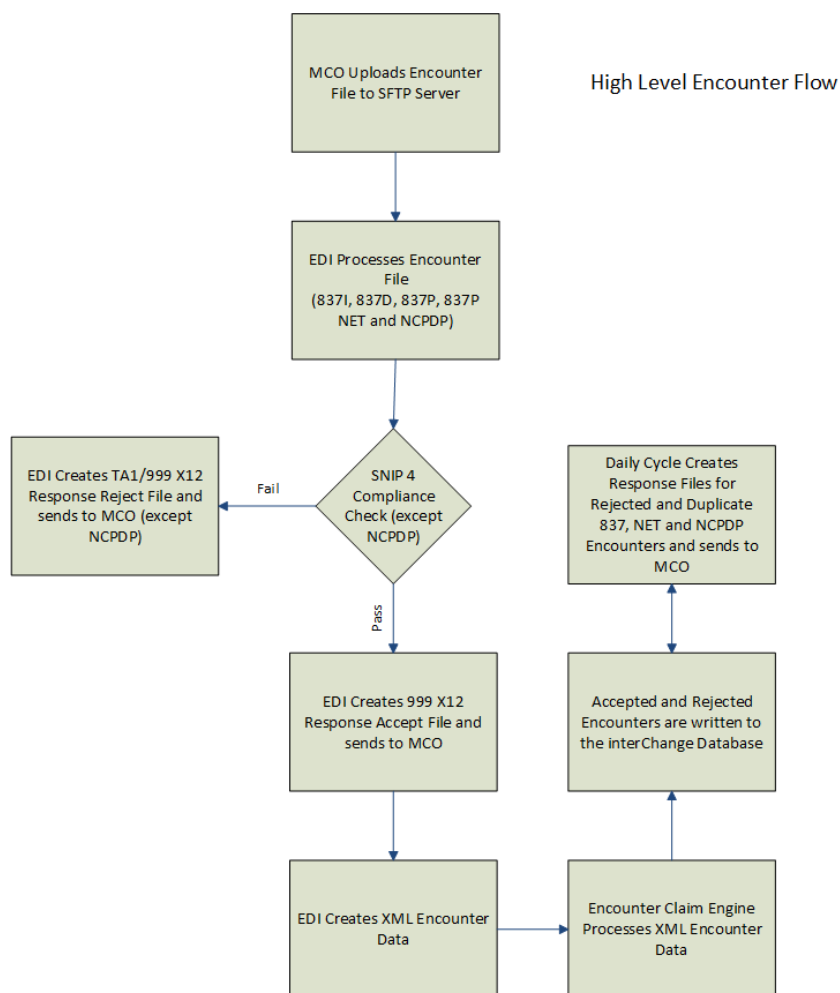 High Level Encounter Flow
MCO Uploads Encounter
File to SFTP Server
EDI Processes Encounter
File
(837I, 837D, 837P, 837P
NET and NCPDP)
SNIP 4
Compliance
Check (except
NCPDP)
Fail
EDI Creates TA1/999 X12
Response Reject File and
sends to MCO (except
NCPDP)
Pass
EDI Creates 999 X12
Response Accept File and
sends to MCO
EDI Creates XML Encounter
Data
Encounter Claim Engine
Processes XML Encounter
Data
Accepted and Rejected
Encounters are written to
the interChange Database
Daily Cycle Creates
Response Files for
Rejected and Duplicate
837, NET and NCPDP
Encounters and sends to
MCO